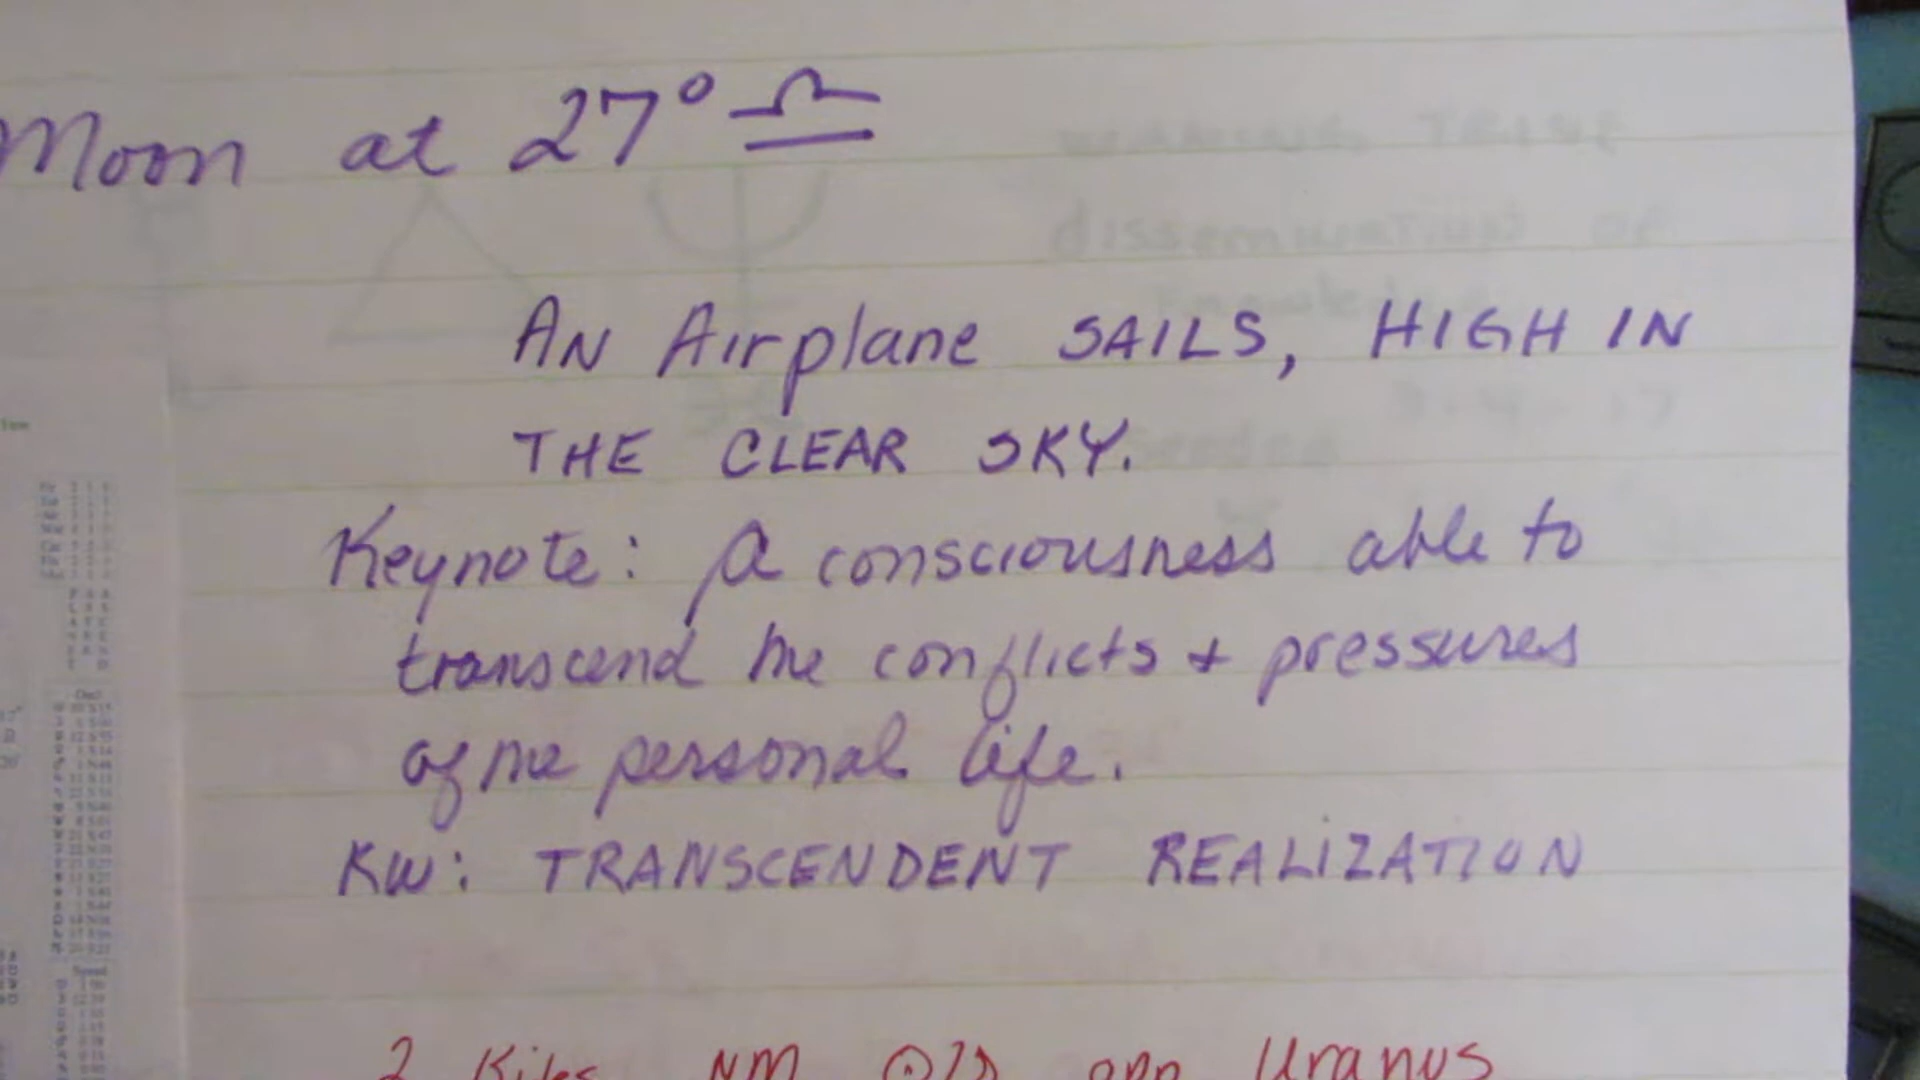 Moon at 27° ♎
AN Airplane SAILS, HIGH IN
THE CLEAR SKY.
Keynote: A consciousness able to
transcend the conflicts + pressures
of the personal life.
KW: TRANSCENDENT REALIZATION
2 Kites NM ☉☽ opp Uranus